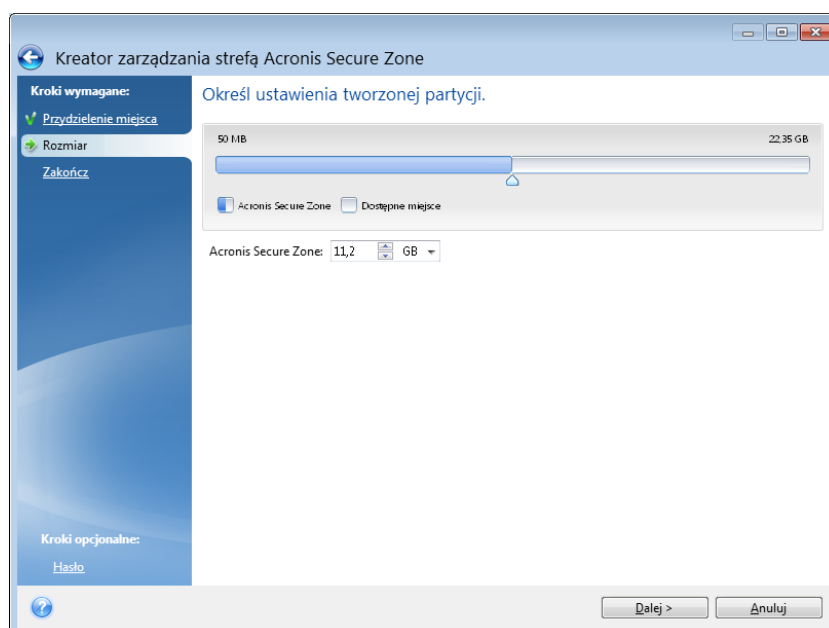 Kreator zarządzania strefą Acronis Secure Zone
Kroki wymagane:
Przydzielenie miejsca
Rozmiar
Zakończ
Kroki opcjonalne:
Hasło
Określ ustawienia tworzonej partycji.
50 MB 22,35 GB
Acronis Secure Zone Dostępne miejsce
Acronis Secure Zone: 11,2 GB
Dalej > Anuluj